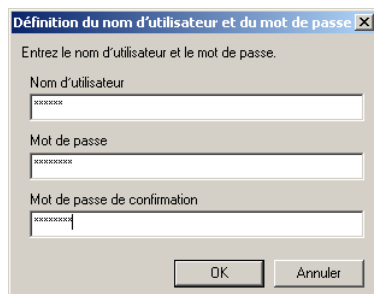 Définition du nom d'utilisateur et du mot de passe
Entrez le nom d'utilisateur et le mot de passe.
Nom d'utilisateur
××××××
Mot de passe
××××××××
Mot de passe de confirmation
××××××××
OK
Annuler